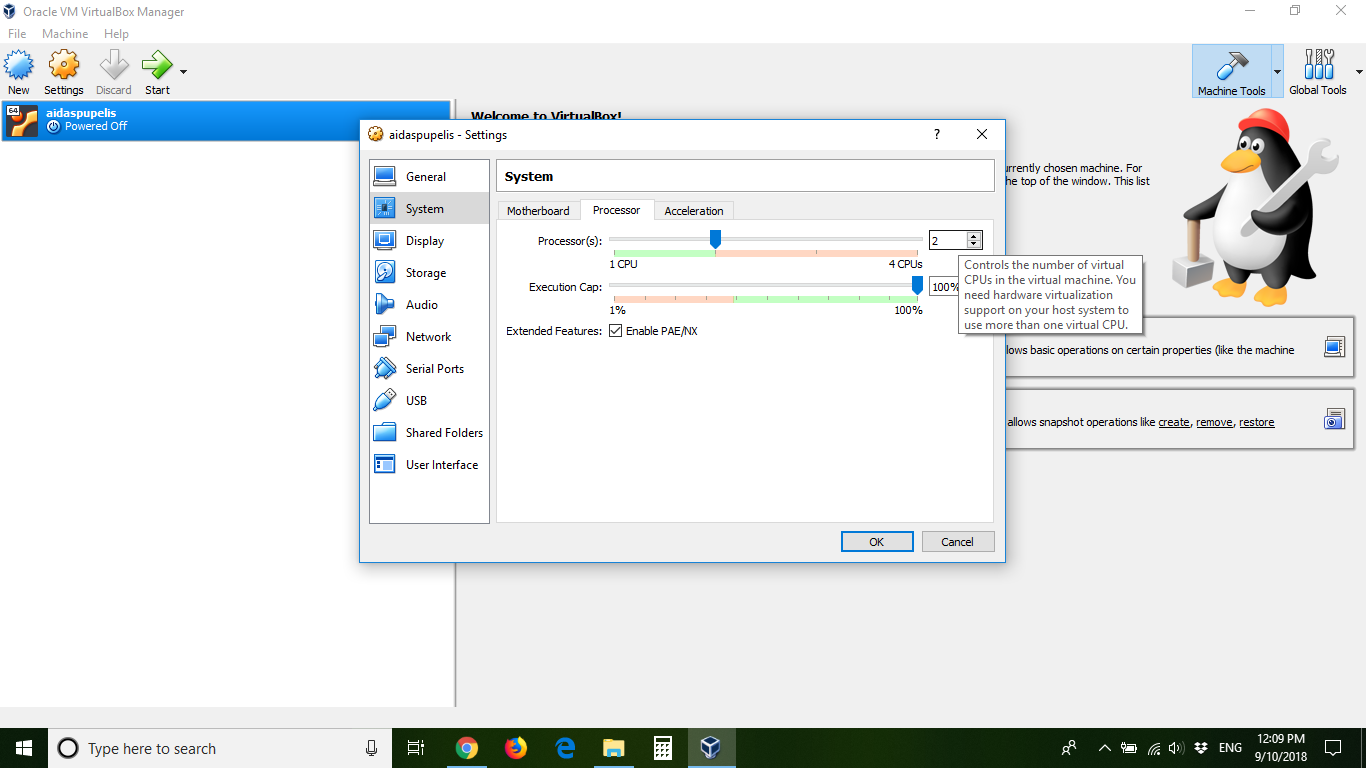 Oracle VM VirtualBox Manager
File Machine Help
New Settings Discard Start
Machine Tools Global Tools
64 aidaspupelis
Powered Off
Welcome to VirtualBox!
urrently chosen machine. For
he top of the window. This list
lows basic operations on certain properties (like the machine
allows snapshot operations like create, remove, restore
aidaspupelis - Settings ?
General
System
Display
Storage
Audio
Network
Serial Ports
USB
Shared Folders
User Interface
System
Motherboard Processor Acceleration
Processor(s): 2
1 CPU 4 CPUs
Execution Cap: 100%
1% 100%
Extended Features: Enable PAE/NX
Controls the number of virtual
CPUs in the virtual machine. You
need hardware virtualization
support on your host system to
use more than one virtual CPU.
OK Cancel
Type here to search
ENG
12:09 PM
9/10/2018